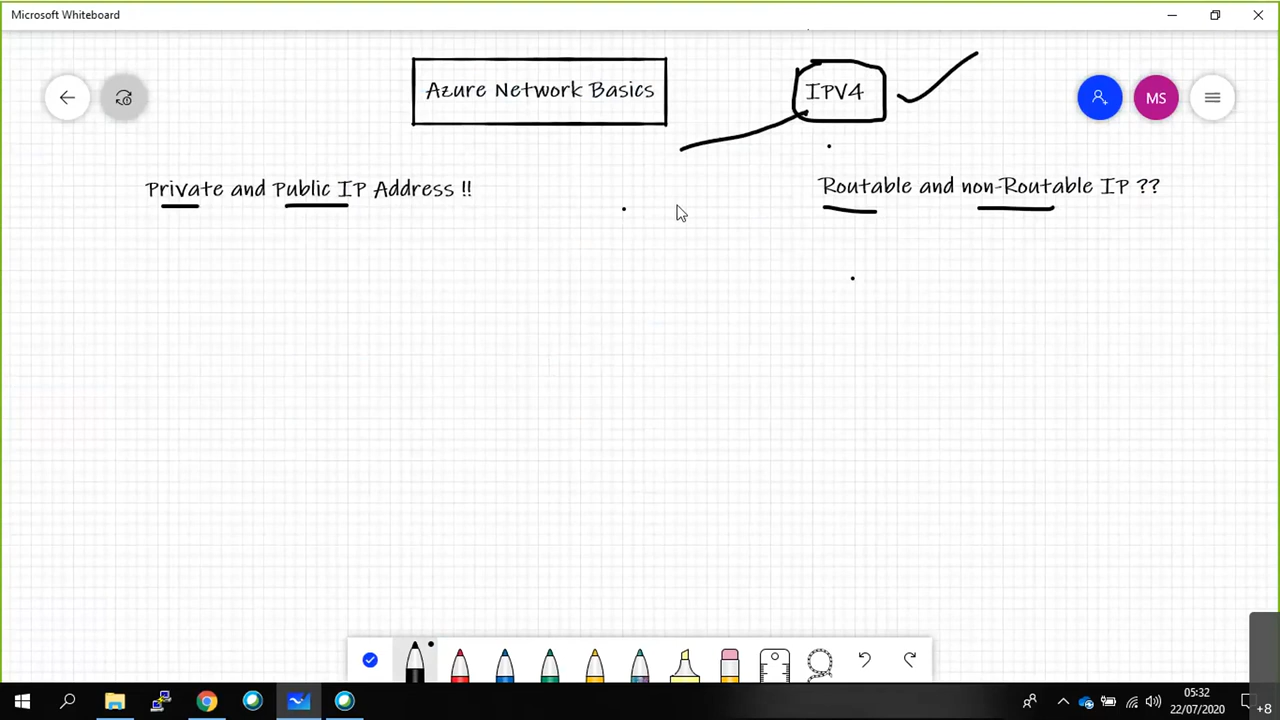 Microsoft Whiteboard
Azure Network Basics
IPV4
MS
Private and Public IP Address !!
Routable and non-Routable IP ??
05:32
22/07/2020
+8